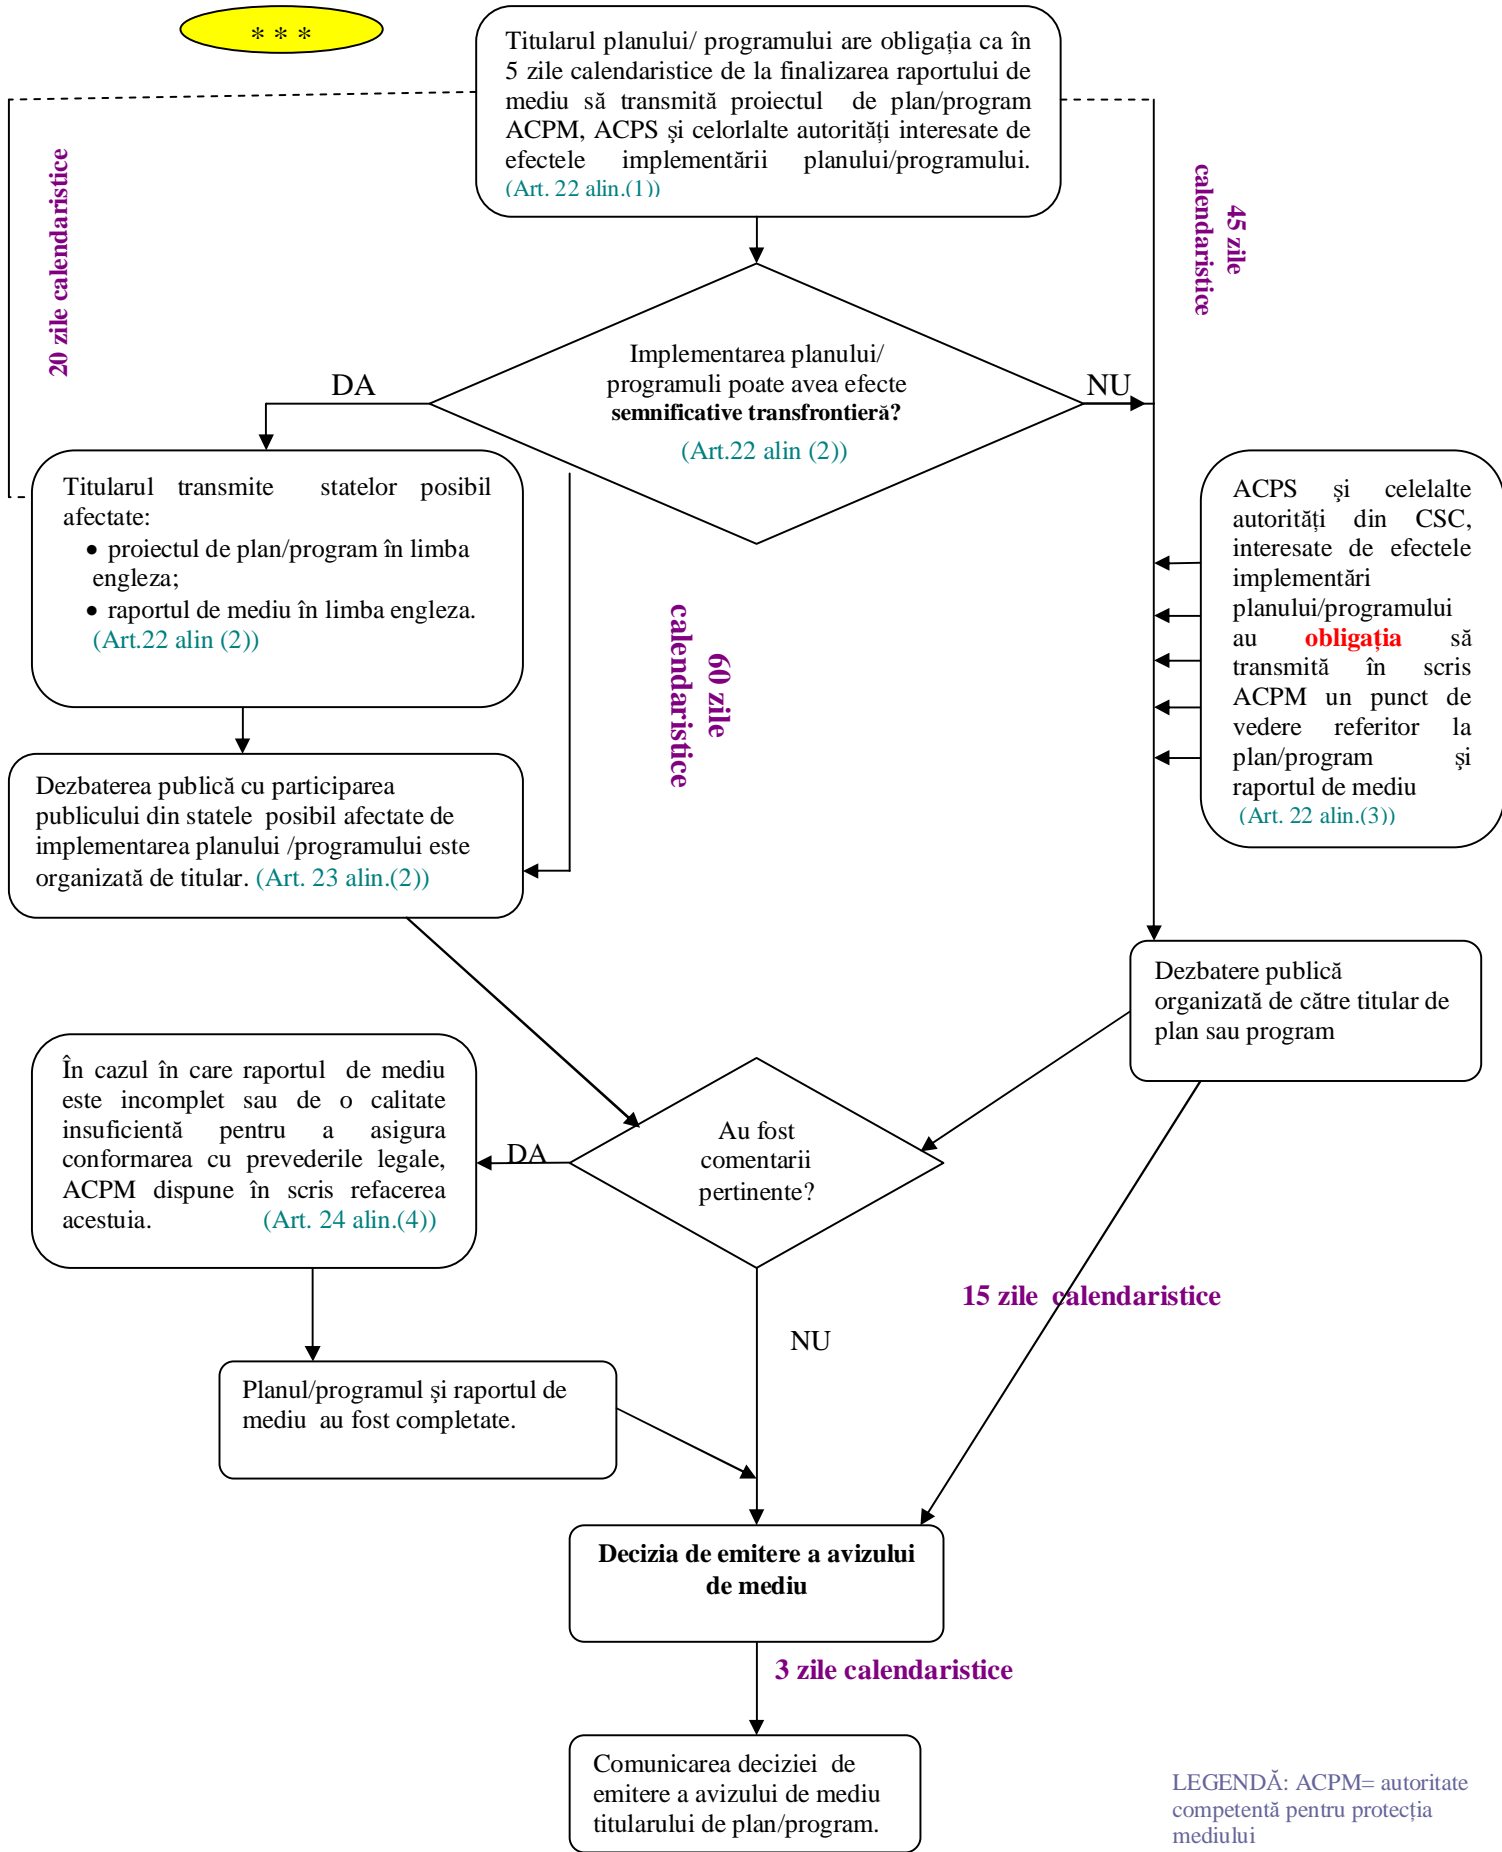 * * *
Titularul planului/ programului are obligația ca în
5 zile calendaristice de la finalizarea raportului de
mediu să transmită proiectul de plan/program
ACPM, ACPS şi celorlalte autorități interesate de
efectele implementării planului/programului.
(Art. 22 alin.(1))
20 zile calendaristice
45 zile
calendaristice
Implementarea planului/
programuli poate avea efecte
semnificative transfrontieră?
(Art.22 alin (2))
DA
NU
Titularul transmite statelor posibil
afectate:
• proiectul de plan/program în limba
engleza;
• raportul de mediu în limba engleza.
(Art.22 alin (2))
60 zile
calendaristice
ACPS şi celelalte
autorități din CSC,
interesate de efectele
implementări
planului/programului
au obligația să
transmită în scris
ACPM un punct de
vedere referitor la
plan/program şi
raportul de mediu
(Art. 22 alin.(3))
Dezbaterea publică cu participarea
publicului din statele posibil afectate de
implementarea planului /programului este
organizată de titular. (Art. 23 alin.(2))
Dezbatere publică
organizată de către titular de
plan sau program
În cazul în care raportul de mediu
este incomplet sau de o calitate
insuficientă pentru a asigura
conformarea cu prevederile legale,
ACPM dispune în scris refacerea
acestuia. (Art. 24 alin.(4))
DA
Au fost
comentarii
pertinente?
15 zile calendaristice
NU
Planul/programul şi raportul de
mediu au fost completate.
Decizia de emitere a avizului
de mediu
3 zile calendaristice
Comunicarea deciziei de
emitere a avizului de mediu
titularului de plan/program.
LEGENDĂ: ACPM= autoritate
competentă pentru protecția
mediului